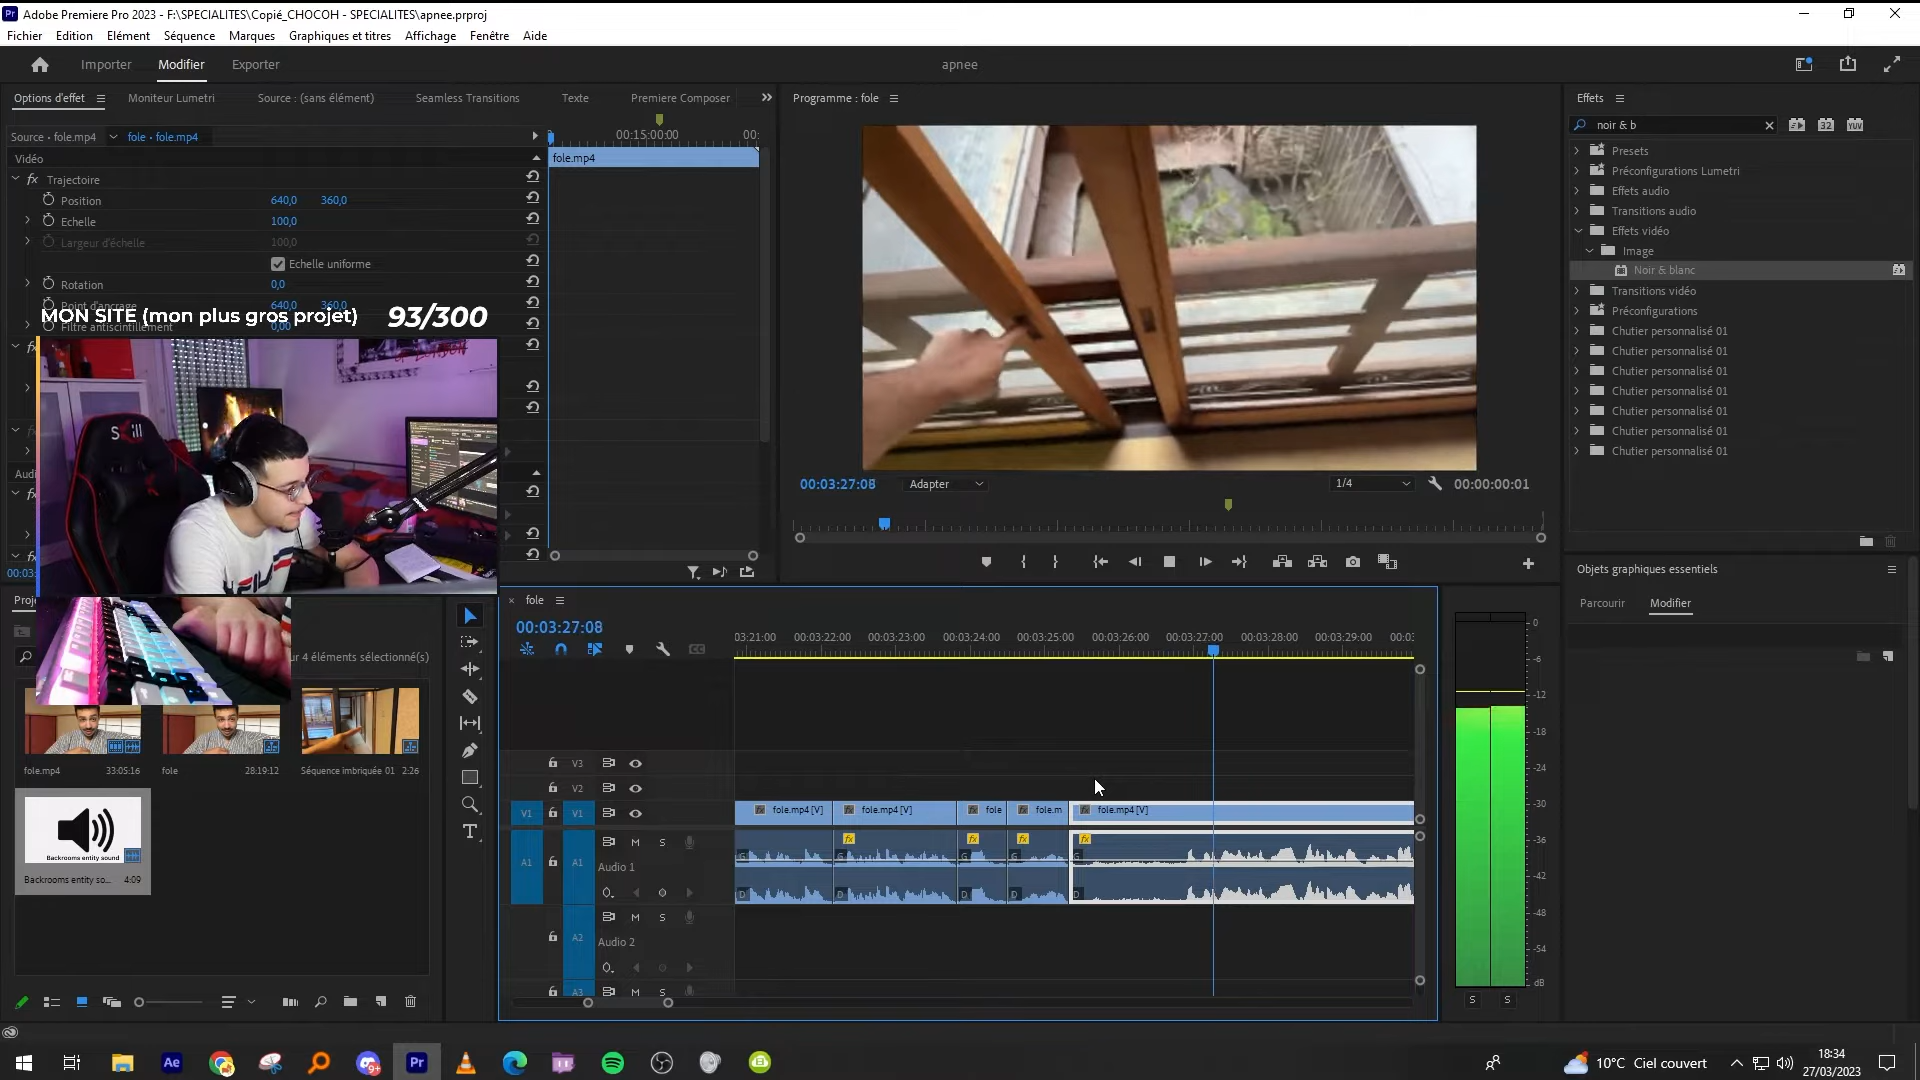 Adobe Premiere Pro 2023 - F:\SPECIALITES\Copié_CHOCOH - SPECIALITES\apnee.prproj
Fichier Edition Elément Séquence Marques Graphiques et titres Affichage Fenêtre Aide
Importer Modifier Exporter
apnee
Options d'effet Moniteur Lumetri Source : (sans élément) Seamless Transitions Texte Premiere Composer
Source • fole.mp4 fole • fole.mp4
00:15:00:00 00:
Vidéo
fole.mp4
Trajectoire
Position 640,0 360,0
Echelle 100,0
Largeur d'échelle 100,0
Echelle uniforme
Rotation 0,0
Point d'ancrage 640,0 360,0
Filtre antiscintillement 0,00
MON SITE (mon plus gros projet) 93/300
Skill
Audi
00:03:
Programme : fole
00:03:27:08 Adapter 1/4 00:00:00:01
Effets
noir & b
32 YUV
Presets
Préconfigurations Lumetri
Effets audio
Transitions audio
Effets vidéo
Image
Noir & blanc
Transitions vidéo
Préconfigurations
Chutier personnalisé 01
Chutier personnalisé 01
Chutier personnalisé 01
Chutier personnalisé 01
Chutier personnalisé 01
Chutier personnalisé 01
Chutier personnalisé 01
Objets graphiques essentiels
Parcourir Modifier
Proje
ur 4 éléments sélectionné(s)
fole.mp4 33:05:16
fole 28:19:12
Séquence imbriquée 01 2:26
Backrooms entity sound
Backrooms entity so... 4:09
fole
00:03:27:08
03:21:00 00:03:22:00 00:03:23:00 00:03:24:00 00:03:25:00 00:03:26:00 00:03:27:00 00:03:28:00 00:03:29:00 00:0
V3
V2
V1 V1
fole.mp4 [V] fole.mp4 [V] fole fole.m fole.mp4 [V]
A1 A1 M S
Audio 1
A2 M S
Audio 2
A3 M S
0
-6
-12
-18
-24
-30
-36
-42
-48
-54
dB
S S
Ae Pr
9+
10°C Ciel couvert
18:34
27/03/2023